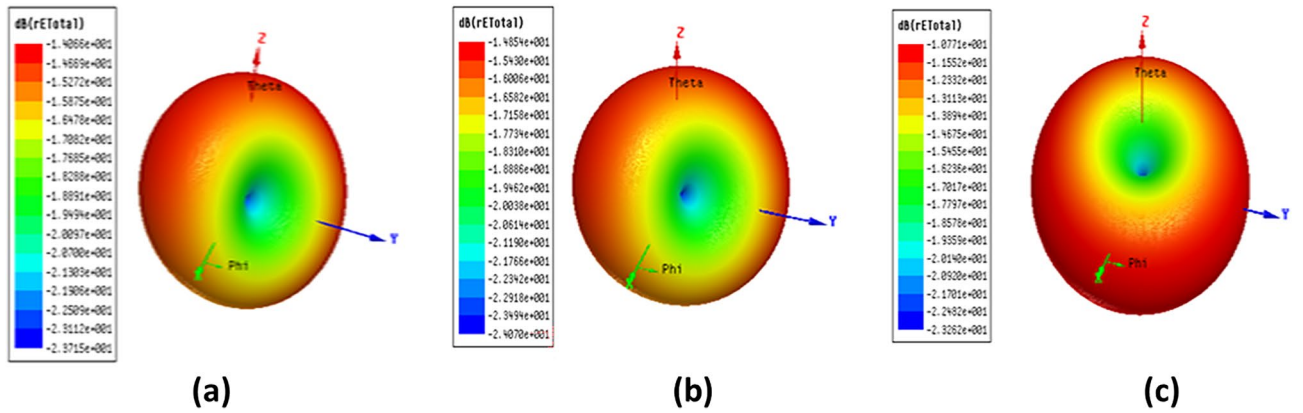 dB(rETotal)
-1.4066e+001
-1.4669e+001
-1.5272e+001
-1.5875e+001
-1.6478e+001
-1.7082e+001
-1.7685e+001
-1.8288e+001
-1.8891e+001
-1.9494e+001
-2.0097e+001
-2.0700e+001
-2.1303e+001
-2.1906e+001
-2.2509e+001
-2.3112e+001
-2.3715e+001
Z
Theta
Phi
Y
(a)
dB(rETotal)
-1.4854e+001
-1.5430e+001
-1.6006e+001
-1.6582e+001
-1.7158e+001
-1.7734e+001
-1.8310e+001
-1.8886e+001
-1.9462e+001
-2.0038e+001
-2.0614e+001
-2.1190e+001
-2.1766e+001
-2.2342e+001
-2.2918e+001
-2.3494e+001
-2.4070e+001
Z
Theta
Phi
Y
(b)
dB(rETotal)
-1.0771e+001
-1.1552e+001
-1.2332e+001
-1.3113e+001
-1.3894e+001
-1.4675e+001
-1.5455e+001
-1.6236e+001
-1.7017e+001
-1.7797e+001
-1.8578e+001
-1.9359e+001
-2.0140e+001
-2.0920e+001
-2.1701e+001
-2.2482e+001
-2.3262e+001
Z
Theta
Phi
Y
(c)